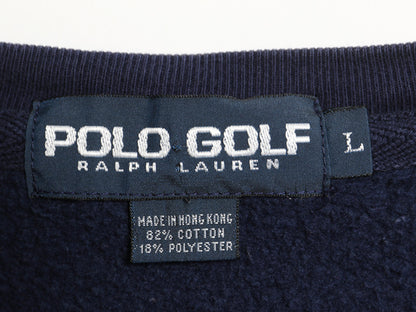 POLO GOLF
RALPH LAUREN
L
MADE IN HONG KONG
82% COTTON
18% POLYESTER